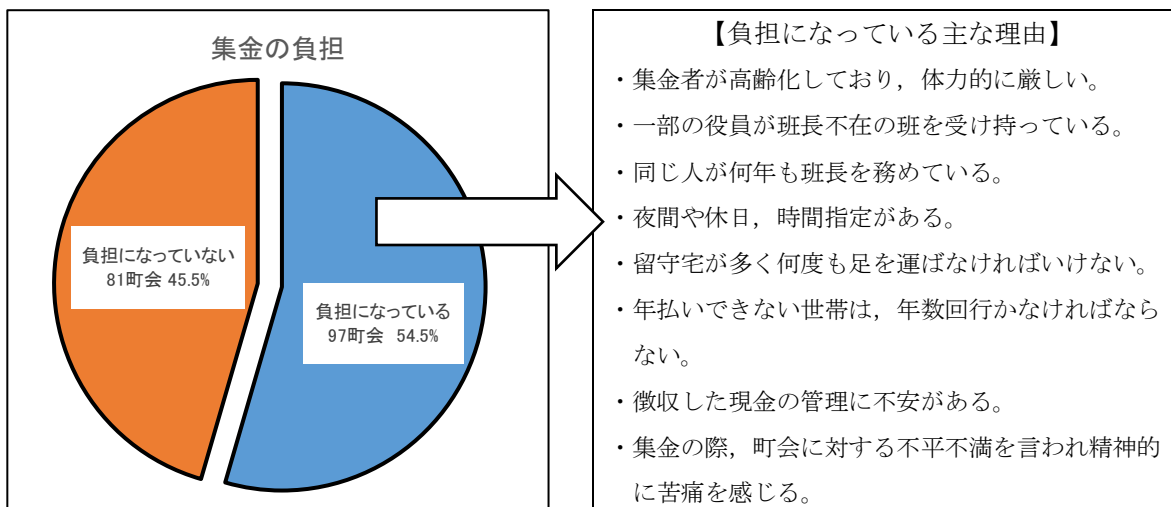 集金の負担
負担になっていない
81町会 45.5%
負担になっている
97町会 54.5%
【負担になっている主な理由】
・集金者が高齢化しており，体力的に厳しい。
・一部の役員が班長不在の班を受け持っている。
・同じ人が何年も班長を務めている。
・夜間や休日，時間指定がある。
・留守宅が多く何度も足を運ばなければいけない。
・年払いできない世帯は，年数回行かなければなら
ない。
・徴収した現金の管理に不安がある。
・集金の際，町会に対する不平不満を言われ精神的
に苦痛を感じる。